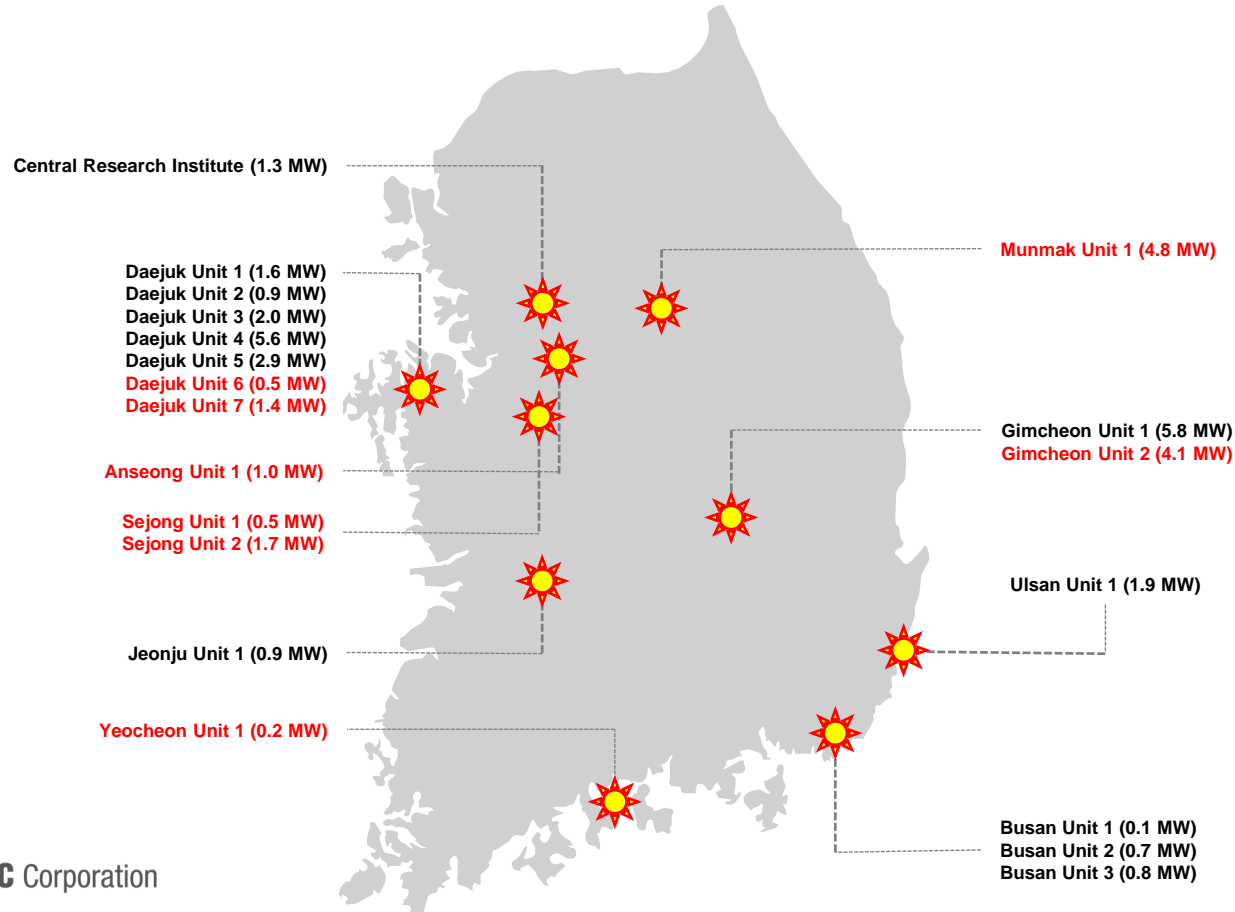 Central Research Institute (1.3 MW)
Munmak Unit 1 (4.8 MW)
Daejuk Unit 1 (1.6 MW)
Daejuk Unit 2 (0.9 MW)
Daejuk Unit 3 (2.0 MW)
Daejuk Unit 4 (5.6 MW)
Daejuk Unit 5 (2.9 MW)
Daejuk Unit 6 (0.5 MW)
Daejuk Unit 7 (1.4 MW)
Gimcheon Unit 1 (5.8 MW)
Gimcheon Unit 2 (4.1 MW)
Anseong Unit 1 (1.0 MW)
Sejong Unit 1 (0.5 MW)
Sejong Unit 2 (1.7 MW)
Ulsan Unit 1 (1.9 MW)
Jeonju Unit 1 (0.9 MW)
Yeocheon Unit 1 (0.2 MW)
Busan Unit 1 (0.1 MW)
Busan Unit 2 (0.7 MW)
Busan Unit 3 (0.8 MW)
C Corporation